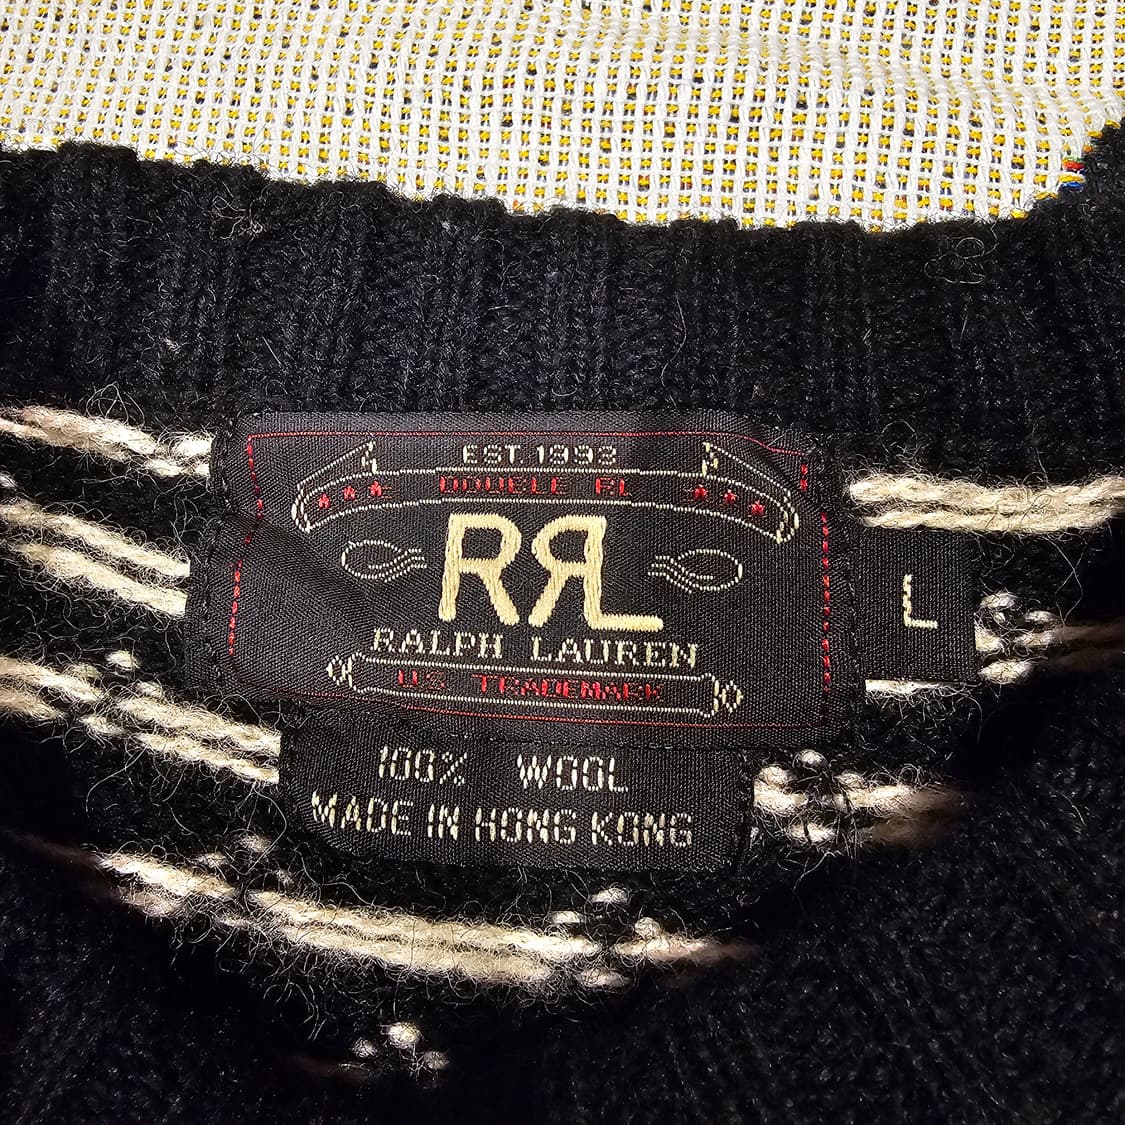 EST. 1993
DOUBLE RL
RRL
RALPH LAUREN
U.S. TRADEMARK
L
100% WOOL
MADE IN HONG KONG